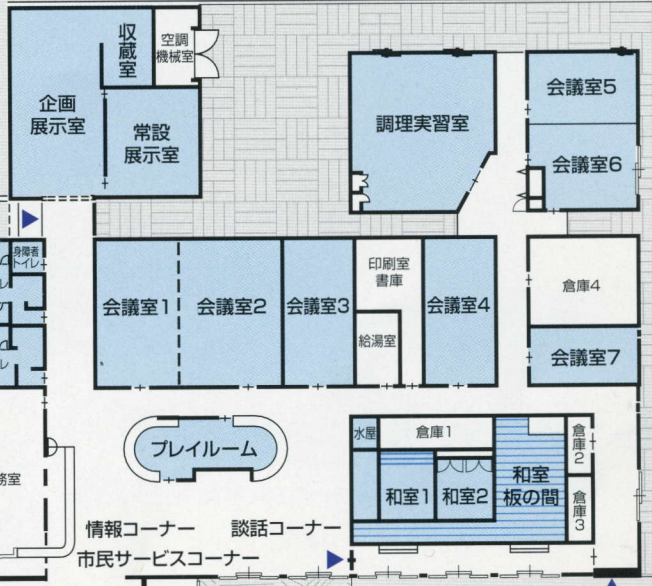 収蔵室
空調
機械室
企画
展示室
常設
展示室
調理実習室
会議室5
会議室6
身障者
トイレ
会議室1
会議室2
会議室3
印刷室
書庫
給湯室
会議室4
倉庫4
会議室7
プレイルーム
水屋
倉庫1
倉庫2
和室1
和室2
和室
板の間
倉庫3
務室
情報コーナー
談話コーナー
市民サービスコーナー